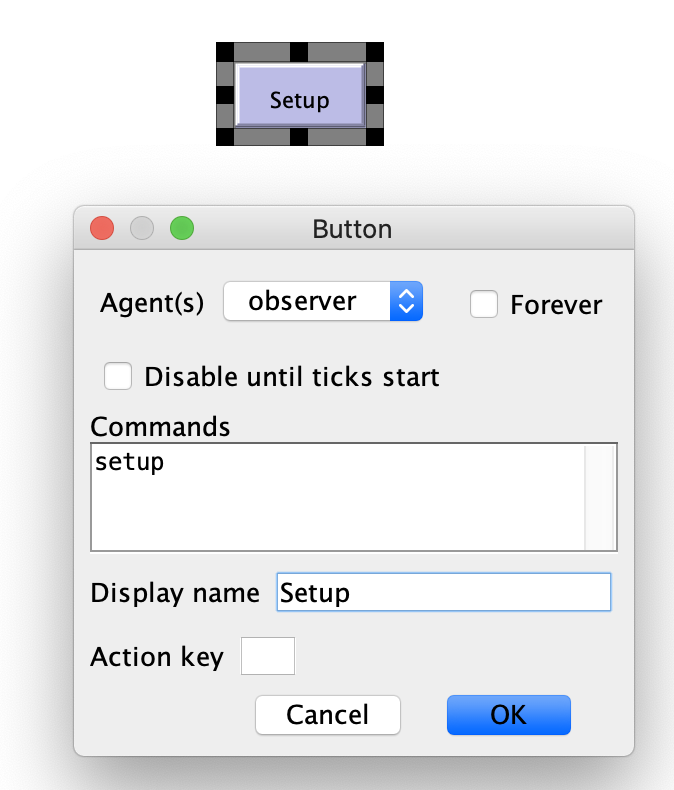 Setup
Button
Agent(s) observer Forever
Disable until ticks start
Commands
setup
Display name Setup
Action key
Cancel OK